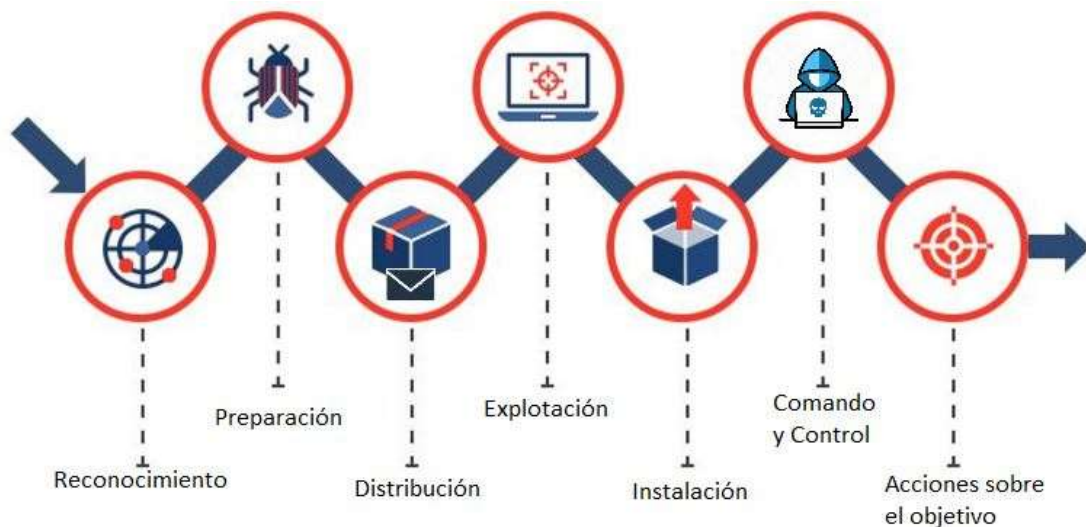 Reconocimiento
Preparación
Distribución
Explotación
Instalación
Comando
y Control
Acciones sobre
el objetivo